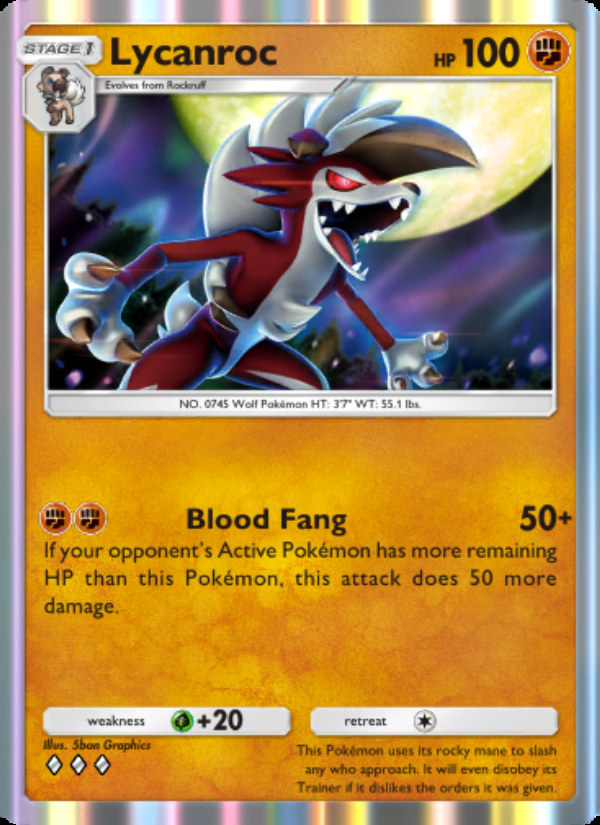 STAGE 1 Lycanroc HP 100
Evolves from Rockruff
NO. 0745 Wolf Pokémon HT: 3'7" WT: 55.1 lbs.
Blood Fang 50+
If your opponent's Active Pokémon has more remaining
HP than this Pokémon, this attack does 50 more
damage.
weakness +20 retreat
Illus. 5ban Graphics
This Pokémon uses its rocky mane to slash
any who approach. It will even disobey its
Trainer if it dislikes the orders it was given.